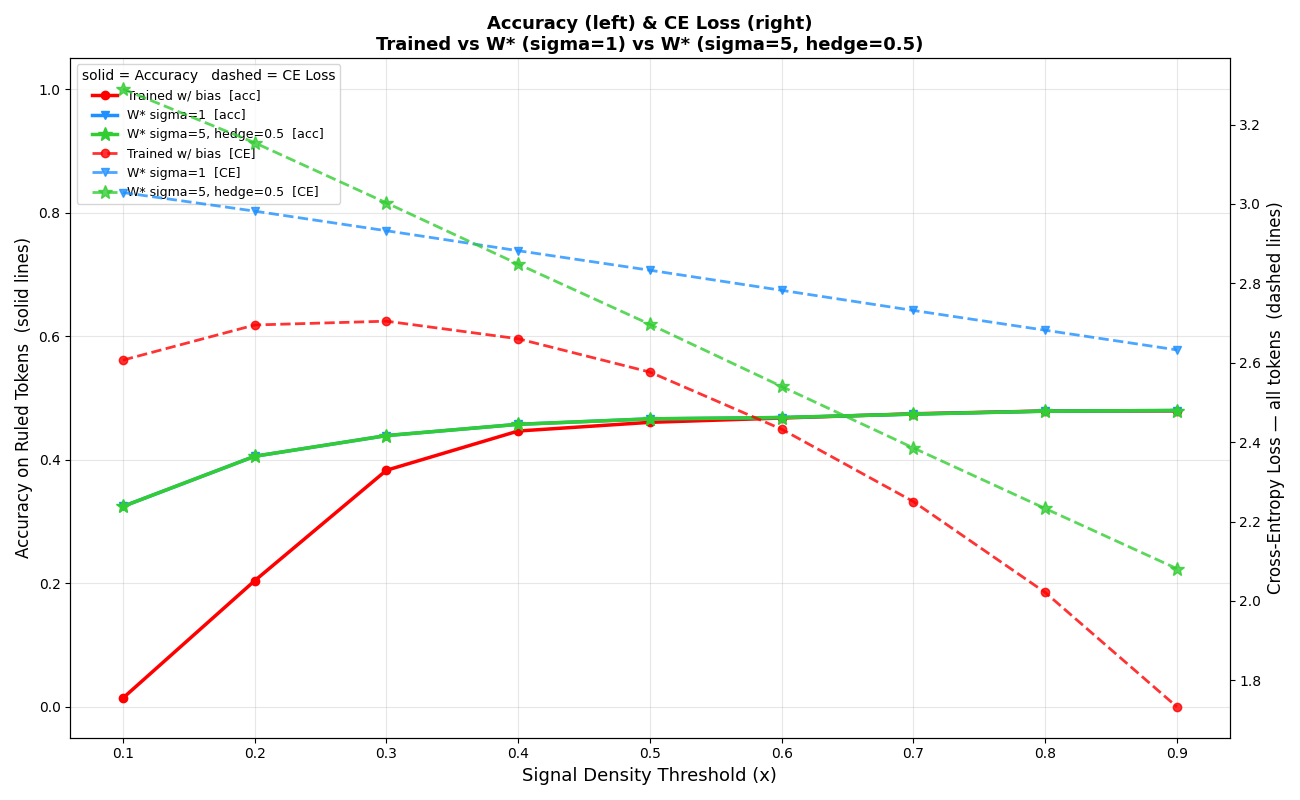 Accuracy (left) & CE Loss (right)
Trained vs W* (sigma=1) vs W* (sigma=5, hedge=0.5)
solid = Accuracy   dashed = CE Loss
Trained w/ bias  [acc]
W* sigma=1  [acc]
W* sigma=5, hedge=0.5  [acc]
Trained w/ bias  [CE]
W* sigma=1  [CE]
W* sigma=5, hedge=0.5  [CE]
Accuracy on Ruled Tokens  (solid lines)
1.0
0.8
0.6
0.4
0.2
0.0
0.1 0.2 0.3 0.4 0.5 0.6 0.7 0.8 0.9
Signal Density Threshold (x)
3.2
3.0
2.8
2.6
2.4
2.2
2.0
1.8
Cross-Entropy Loss — all tokens  (dashed lines)